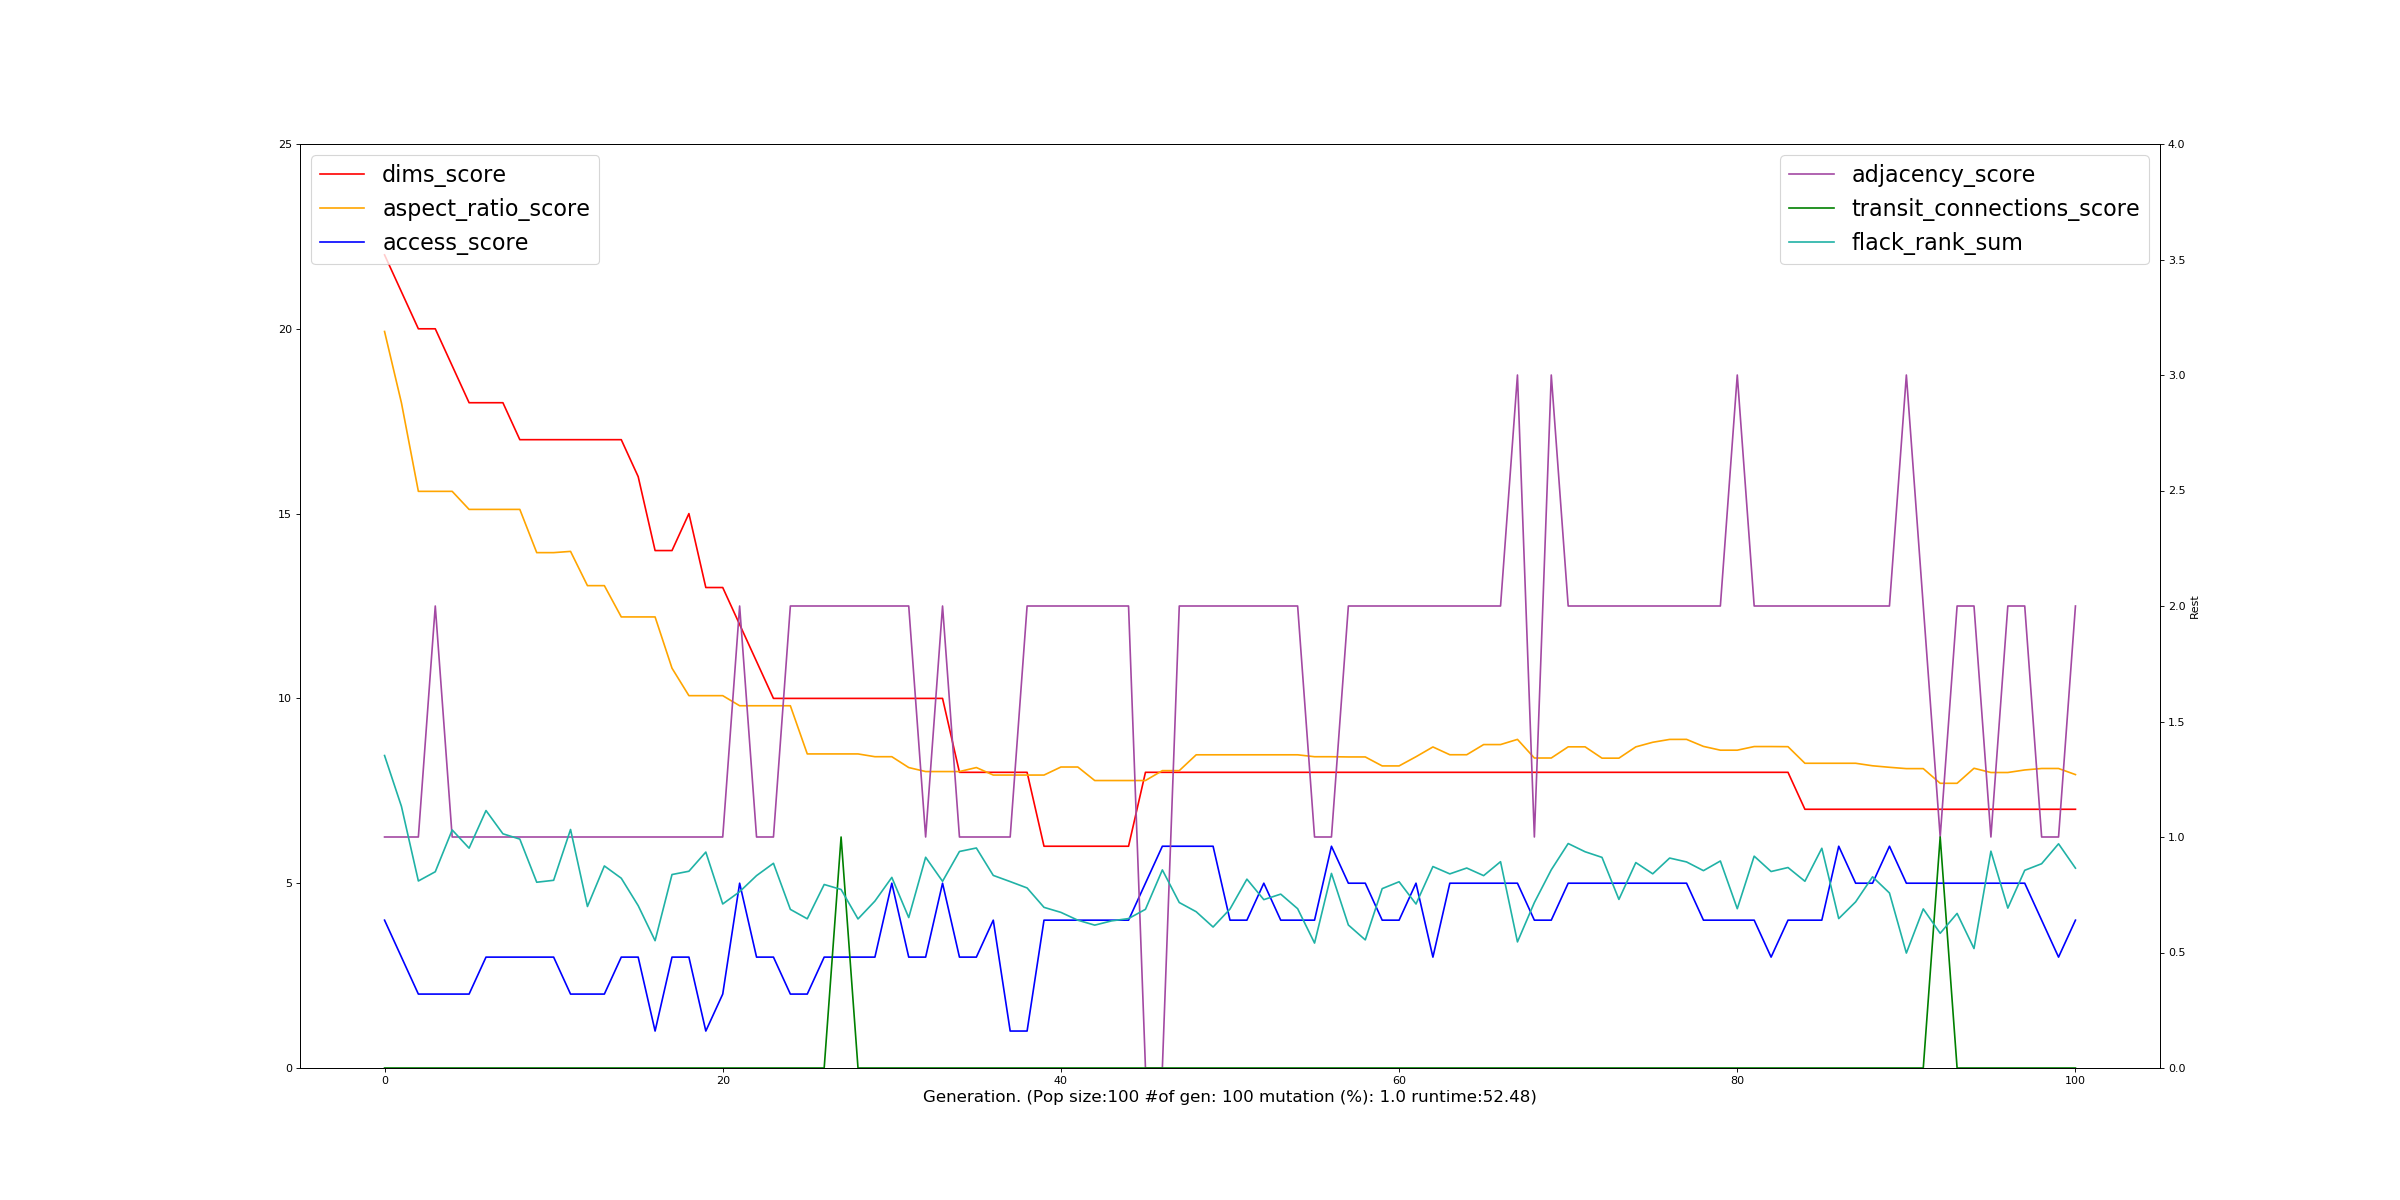 dims_score
aspect_ratio_score
access_score
adjacency_score
transit_connections_score
flack_rank_sum
25
20
15
10
5
0
4.0
3.5
3.0
2.5
2.0
1.5
1.0
0.5
0.0
Rest
0 20 40 60 80 100
Generation. (Pop size:100 #of gen: 100 mutation (%): 1.0 runtime:52.48)